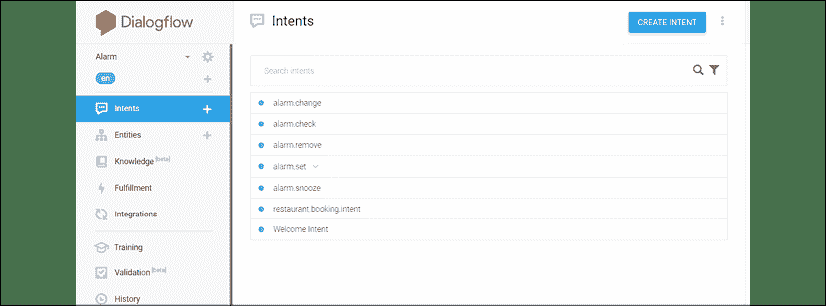 Dialogflow
Alarm
en
Intents
Entities
Knowledge [beta]
Fulfillment
Integrations
Training
Validation [beta]
History
Intents
CREATE INTENT
Search intents
alarm.change
alarm.check
alarm.remove
alarm.set
alarm.snooze
restaurant.booking.intent
Welcome Intent